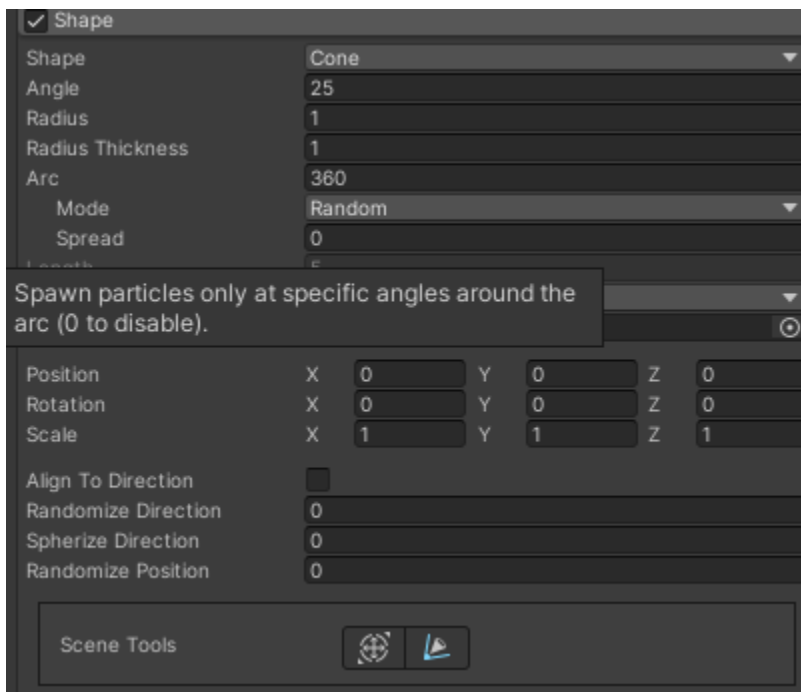 Shape
Shape Cone
Angle 25
Radius 1
Radius Thickness 1
Arc 360
Mode Random
Spread 0
Length 5
Spawn particles only at specific angles around the
arc (0 to disable).
Position X 0 Y 0 Z 0
Rotation X 0 Y 0 Z 0
Scale X 1 Y 1 Z 1
Align To Direction
Randomize Direction 0
Spherize Direction 0
Randomize Position 0
Scene Tools